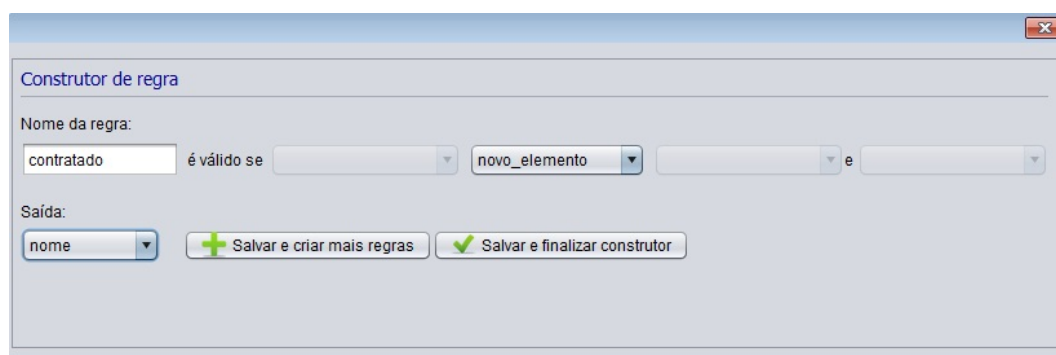 Construtor de regra
Nome da regra:
contratado é válido se novo_elemento e
Saída:
nome Salvar e criar mais regras Salvar e finalizar construtor